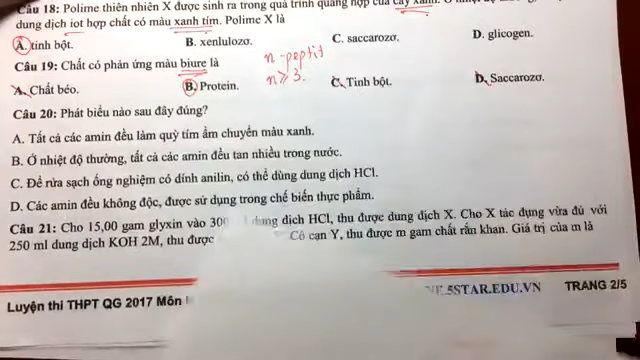 Câu 18: Polime thiên nhiên X được sinh ra trong quá trình quang hợp của cây xanh.
dung dịch iot hợp chất có màu xanh tím. Polime X là
A. tinh bột. B. xenlulozơ. C. saccarozơ. D. glicogen.
Câu 19: Chất có phản ứng màu biure là
n-peptit
n≥3.
A. Chất béo. B. Protein. C. Tinh bột. D. Saccarozơ.
Câu 20: Phát biểu nào sau đây đúng?
A. Tất cả các amin đều làm quỳ tím ẩm chuyển màu xanh.
B. Ở nhiệt độ thường, tất cả các amin đều tan nhiều trong nước.
C. Để rửa sạch ống nghiệm có dính anilin, có thể dùng dung dịch HCl.
D. Các amin đều không độc, được sử dụng trong chế biến thực phẩm.
Câu 21: Cho 15,00 gam glyxin vào 300 dung dịch HCl, thu được dung dịch X. Cho X tác dụng vừa đủ với
250 ml dung dịch KOH 2M, thu được Cô cạn Y, thu được m gam chất rắn khan. Giá trị của m là
Luyện thi THPT QG 2017 Môn .5STAR.EDU.VN TRANG 2/5